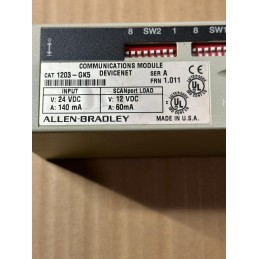 8 SW2 1 8 SW1
COMMUNICATIONS MODULE
CAT 1203-GK5 DEVICENET SER A
FRN 1.011
INPUT SCANport LOAD
V: 24 VDC V: 12 VDC
A: 140 mA A: 60mA
ALLEN-BRADLEY MADE IN U.S.A.